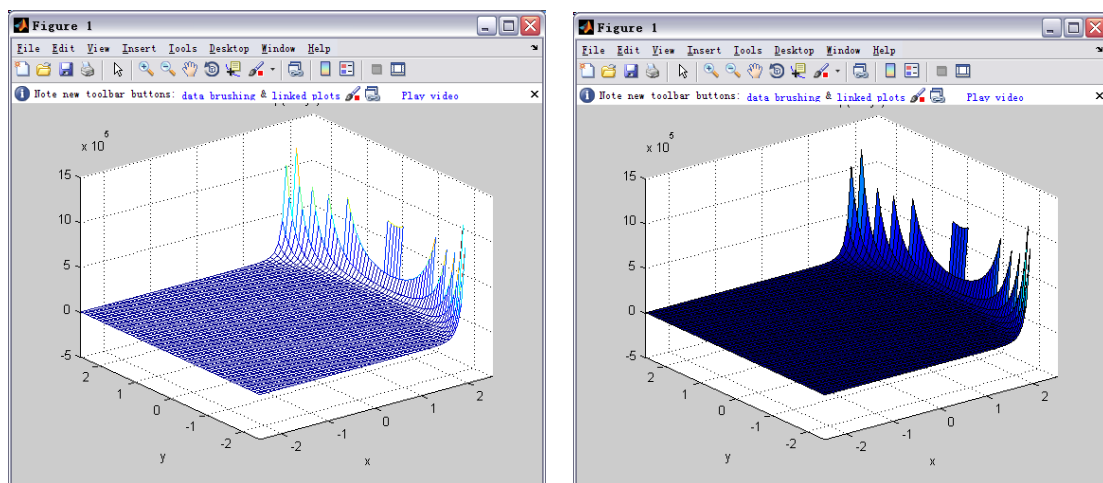 Figure 1
File Edit View Insert Tools Desktop Window Help
Note new toolbar buttons: data brushing & linked plots Play video
x 10
15
10
5
0
-5
2
1
0
-1
-2
y
-2
-1
0
1
2
x
Figure 1
File Edit View Insert Tools Desktop Window Help
Note new toolbar buttons: data brushing & linked plots Play video
x 10
15
10
5
0
-5
2
1
0
-1
-2
y
-2
-1
0
1
2
x